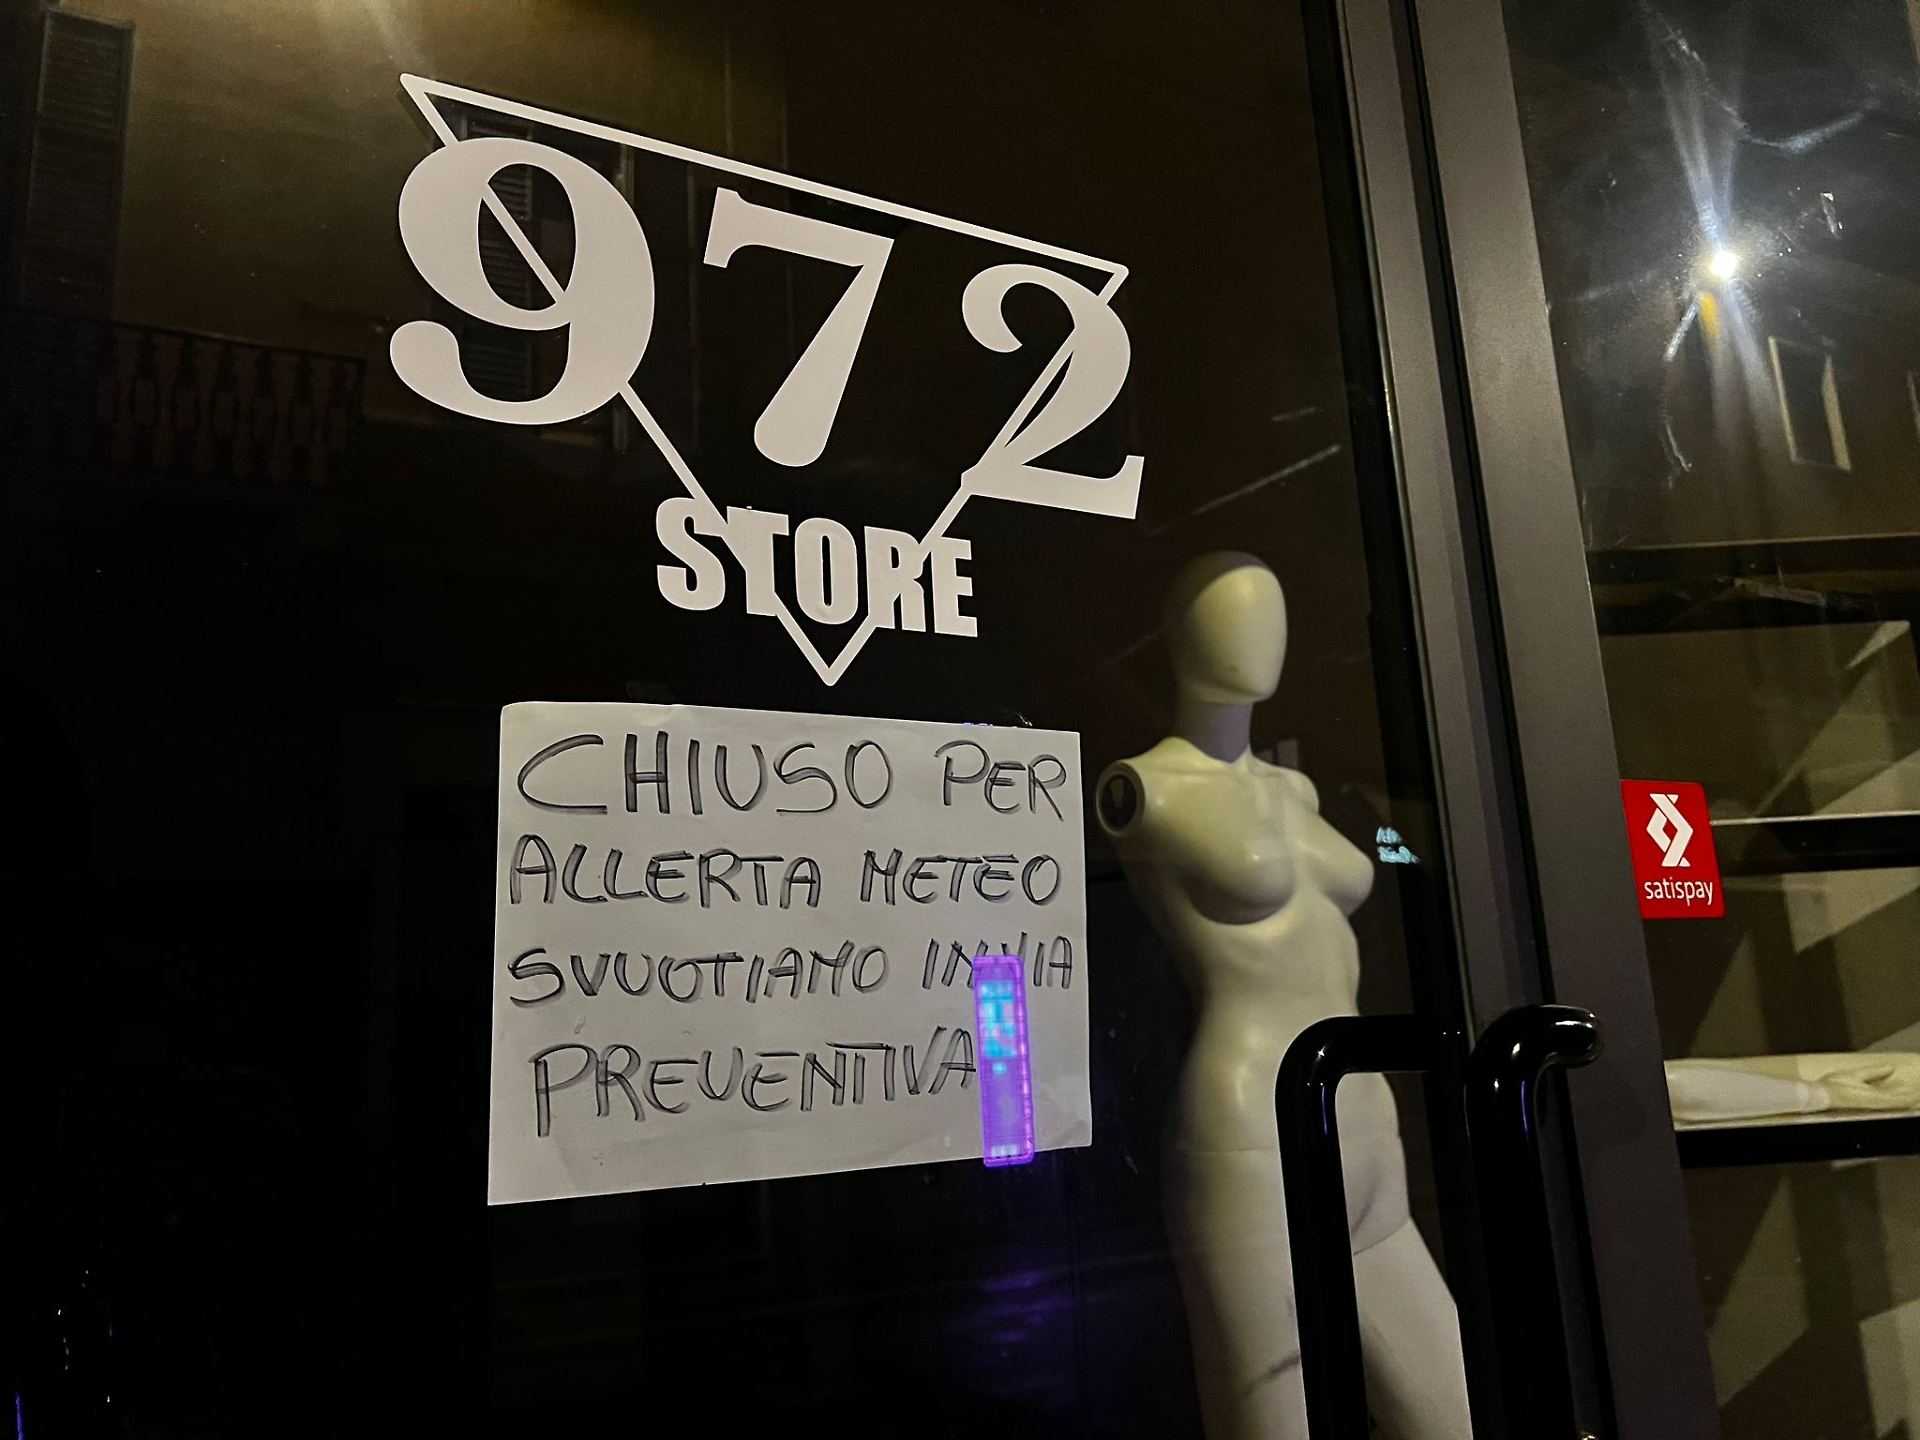 972
STORE
CHIUSO PER
ALLERTA METEO
SVUOTIAMO IN VIA
PREVENTIVA
satispay